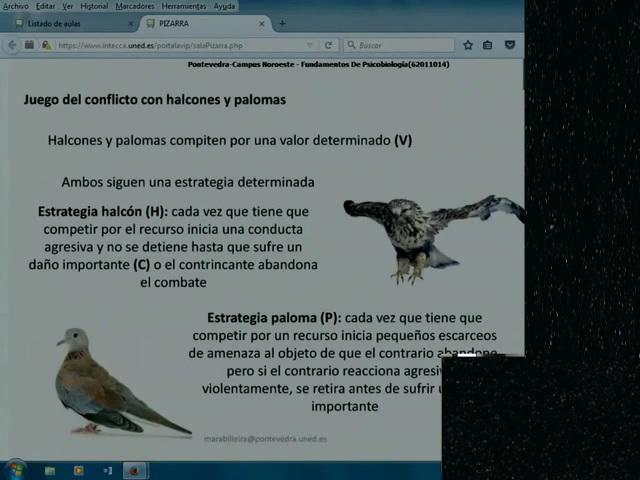 Archivo Editar Ver Historial Marcadores Herramientas Ayuda
Listado de aulas
PIZARRA
https://www.intecca.uned.es/portalavip/salaPizarra.php
Buscar
Pontevedra-Campus Noroeste - Fundamentos De Psicobiología(62011014)
Juego del conflicto con halcones y palomas
Halcones y palomas compiten por una valor determinado (V)
Ambos siguen una estrategia determinada
Estrategia halcón (H): cada vez que tiene que
competir por el recurso inicia una conducta
agresiva y no se detiene hasta que sufre un
daño importante (C) o el contrincante abandona
el combate
Estrategia paloma (P): cada vez que tiene que
competir por un recurso inicia pequeños escarceos
de amenaza al objeto de que el contrario abandone
pero si el contrario reacciona
violentamente, se retira antes de sufrir
importante
marabilleira@pontevedra.uned.es